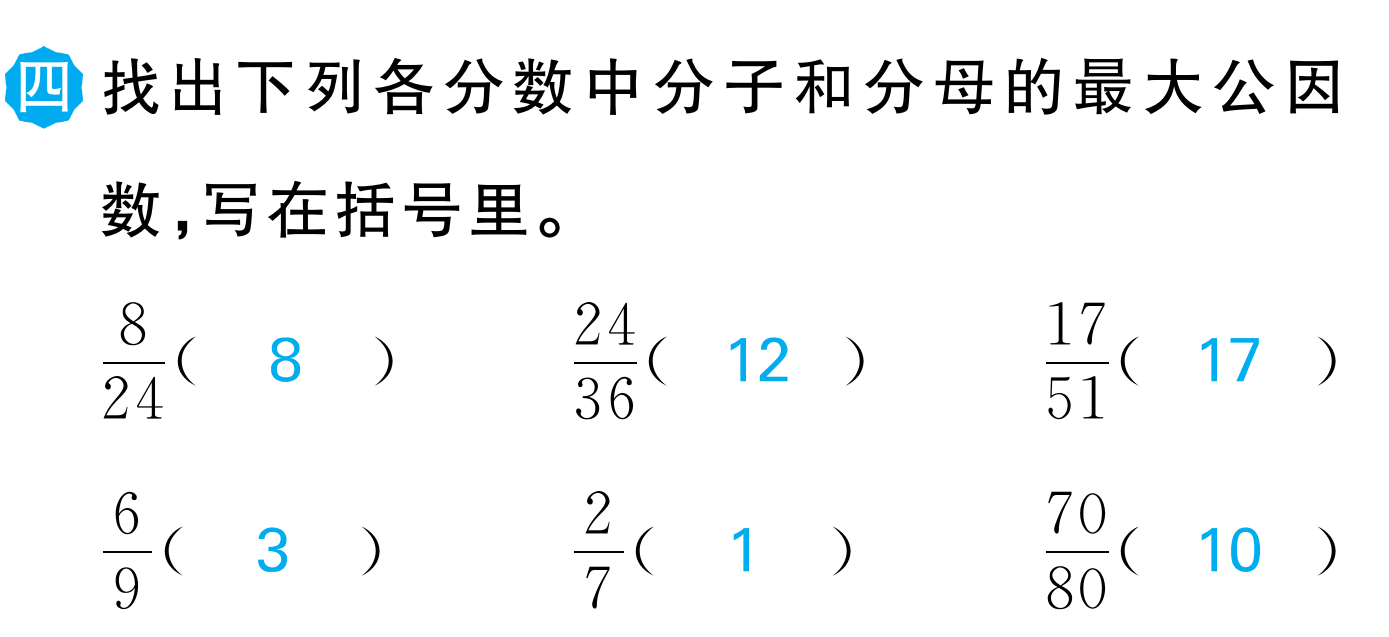 四 找出下列各分数中分子和分母的最大公因
数,写在括号里。
8/24( 8 ) 24/36( 12 ) 17/51( 17 )
6/9( 3 ) 2/7( 1 ) 70/80( 10 )